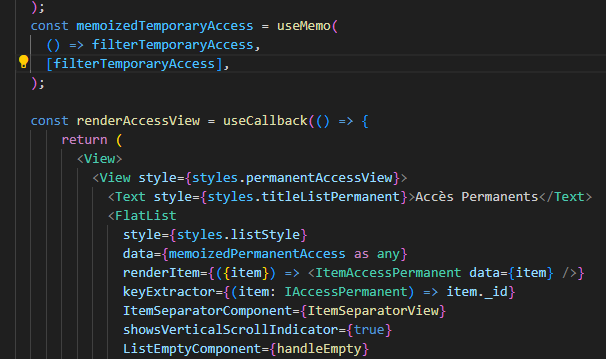 );
const memoizedTemporaryAccess = useMemo(
() => filterTemporaryAccess,
[filterTemporaryAccess],
);
const renderAccessView = useCallback(() => {
return (
<View>
<View style={styles.permanentAccessView}>
<Text style={styles.titleListPermanent}>Accès Permanents</Text>
<FlatList
style={styles.listStyle}
data={memoizedPermanentAccess as any}
renderItem={({item}) => <ItemAccessPermanent data={item} />}
keyExtractor={(item: IAccessPermanent) => item._id}
ItemSeparatorComponent={ItemSeparatorView}
showsVerticalScrollIndicator={true}
ListEmptyComponent={handleEmpty}